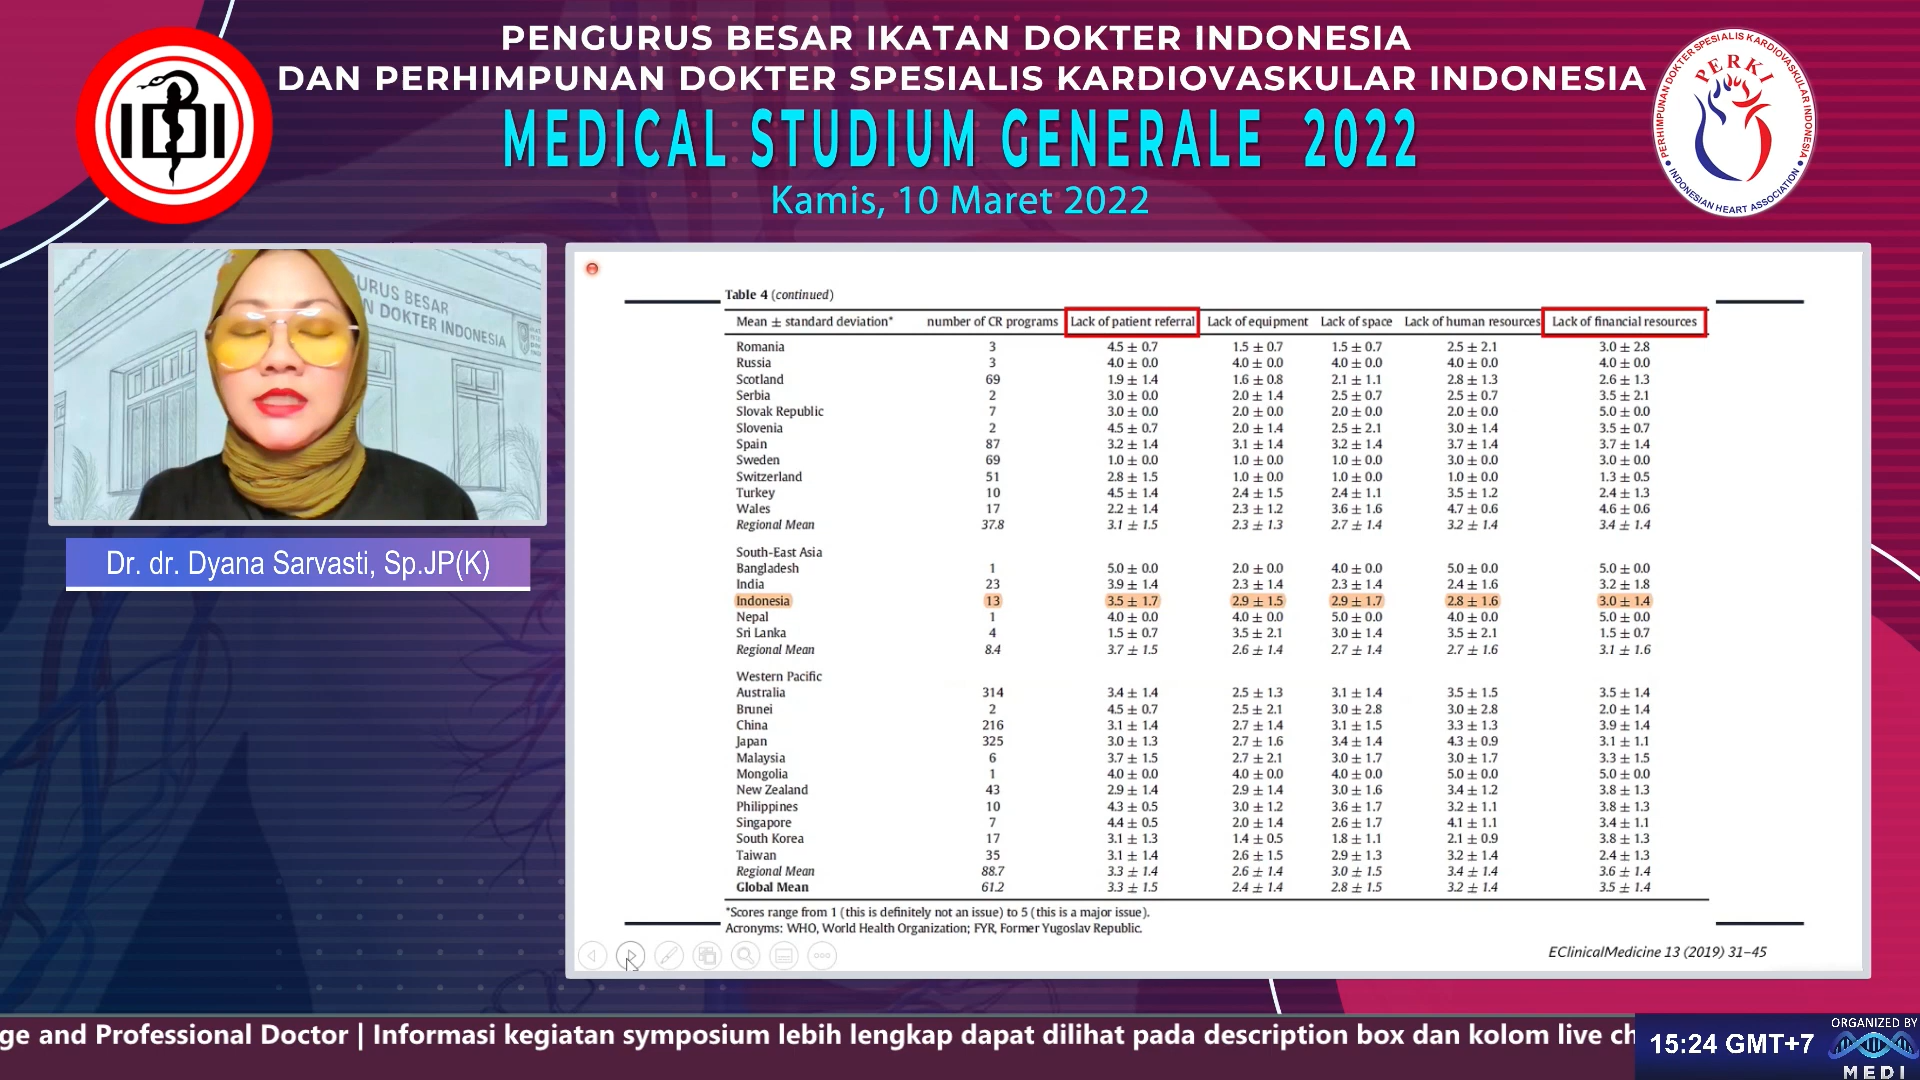 PENGURUS BESAR IKATAN DOKTER INDONESIA
DAN PERHIMPUNAN DOKTER SPESIALIS KARDIOVASKULAR INDONESIA
MEDICAL STUDIUM GENERALE 2022
Kamis, 10 Maret 2022
IDI
PERHIMPUNAN DOKTER SPESIALIS KARDIOVASKULAR INDONESIA
PERKI
INDONESIAN HEART ASSOCIATION
URUS BESAR
N DOKTER INDONESIA
Dr. dr. Dyana Sarvasti, Sp.JP(K)
Table 4 (continued)
Mean ± standard deviation* number of CR programs Lack of patient referral Lack of equipment Lack of space Lack of human resources Lack of financial resources
Romania 3 4.5 ± 0.7 1.5 ± 0.7 1.5 ± 0.7 2.5 ± 2.1 3.0 ± 2.8
Russia 3 4.0 ± 0.0 4.0 ± 0.0 4.0 ± 0.0 4.0 ± 0.0 4.0 ± 0.0
Scotland 69 1.9 ± 1.4 1.6 ± 0.8 2.1 ± 1.1 2.8 ± 1.3 2.6 ± 1.3
Serbia 2 3.0 ± 0.0 2.0 ± 1.4 2.5 ± 0.7 2.5 ± 0.7 3.5 ± 2.1
Slovak Republic 7 3.0 ± 0.0 2.0 ± 0.0 2.0 ± 0.0 2.0 ± 0.0 5.0 ± 0.0
Slovenia 2 4.5 ± 0.7 2.0 ± 1.4 2.5 ± 2.1 3.0 ± 1.4 3.5 ± 0.7
Spain 87 3.2 ± 1.4 3.1 ± 1.4 3.2 ± 1.4 3.7 ± 1.4 3.7 ± 1.4
Sweden 69 1.0 ± 0.0 1.0 ± 0.0 1.0 ± 0.0 3.0 ± 0.0 3.0 ± 0.0
Switzerland 51 2.8 ± 1.5 1.0 ± 0.0 1.0 ± 0.0 1.0 ± 0.0 1.3 ± 0.5
Turkey 10 4.5 ± 1.4 2.4 ± 1.5 2.4 ± 1.1 3.5 ± 1.2 2.4 ± 1.3
Wales 17 2.2 ± 1.4 2.3 ± 1.2 3.6 ± 1.6 4.7 ± 0.6 4.6 ± 0.6
Regional Mean 37.8 3.1 ± 1.5 2.3 ± 1.3 2.7 ± 1.4 3.2 ± 1.4 3.4 ± 1.4
South-East Asia
Bangladesh 1 5.0 ± 0.0 2.0 ± 0.0 4.0 ± 0.0 5.0 ± 0.0 5.0 ± 0.0
India 23 3.9 ± 1.4 2.3 ± 1.4 2.3 ± 1.4 2.4 ± 1.6 3.2 ± 1.8
Indonesia 13 3.5 ± 1.7 2.9 ± 1.5 2.9 ± 1.7 2.8 ± 1.6 3.0 ± 1.4
Nepal 1 4.0 ± 0.0 4.0 ± 0.0 5.0 ± 0.0 4.0 ± 0.0 5.0 ± 0.0
Sri Lanka 4 1.5 ± 0.7 3.5 ± 2.1 3.0 ± 1.4 3.5 ± 2.1 1.5 ± 0.7
Regional Mean 8.4 3.7 ± 1.5 2.6 ± 1.4 2.7 ± 1.4 2.7 ± 1.6 3.1 ± 1.6
Western Pacific
Australia 314 3.4 ± 1.4 2.5 ± 1.3 3.1 ± 1.4 3.5 ± 1.5 3.5 ± 1.4
Brunei 2 4.5 ± 0.7 2.5 ± 2.1 3.0 ± 2.8 3.0 ± 2.8 2.0 ± 1.4
China 216 3.1 ± 1.4 2.7 ± 1.4 3.1 ± 1.5 3.3 ± 1.3 3.9 ± 1.4
Japan 325 3.0 ± 1.3 2.7 ± 1.6 3.4 ± 1.4 4.3 ± 0.9 3.1 ± 1.1
Malaysia 6 3.7 ± 1.5 2.7 ± 2.1 3.0 ± 1.7 3.0 ± 1.7 3.3 ± 1.5
Mongolia 1 4.0 ± 0.0 4.0 ± 0.0 4.0 ± 0.0 5.0 ± 0.0 5.0 ± 0.0
New Zealand 43 2.9 ± 1.4 2.9 ± 1.4 3.0 ± 1.6 3.4 ± 1.2 3.8 ± 1.3
Philippines 10 4.3 ± 0.5 3.0 ± 1.2 3.6 ± 1.7 3.2 ± 1.1 3.8 ± 1.3
Singapore 7 4.4 ± 0.5 2.0 ± 1.4 2.6 ± 1.7 4.1 ± 1.1 3.4 ± 1.1
South Korea 17 3.1 ± 1.3 1.4 ± 0.5 1.8 ± 1.1 2.1 ± 0.9 3.8 ± 1.3
Taiwan 35 3.1 ± 1.4 2.6 ± 1.5 2.9 ± 1.3 3.2 ± 1.4 2.4 ± 1.3
Regional Mean 88.7 3.3 ± 1.4 2.6 ± 1.4 3.0 ± 1.5 3.4 ± 1.4 3.6 ± 1.4
Global Mean 61.2 3.3 ± 1.5 2.4 ± 1.4 2.8 ± 1.5 3.2 ± 1.4 3.5 ± 1.4
*Scores range from 1 (this is definitely not an issue) to 5 (this is a major issue).
Acronyms: WHO, World Health Organization; FYR, Former Yugoslav Republic.
EClinicalMedicine 13 (2019) 31–45
ge and Professional Doctor | Informasi kegiatan symposium lebih lengkap dapat dilihat pada description box dan kolom live ch
15:24 GMT+7
ORGANIZED BY
MEDI